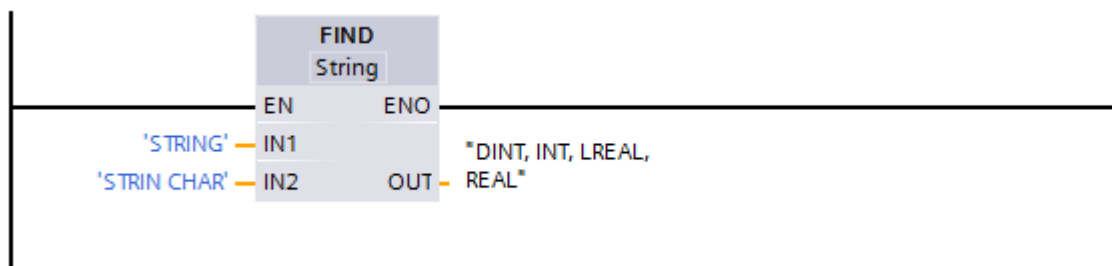 FIND
String
EN ENO
'STRING' IN1
"DINT, INT, LREAL,
'STRIN CHAR' IN2 OUT REAL"